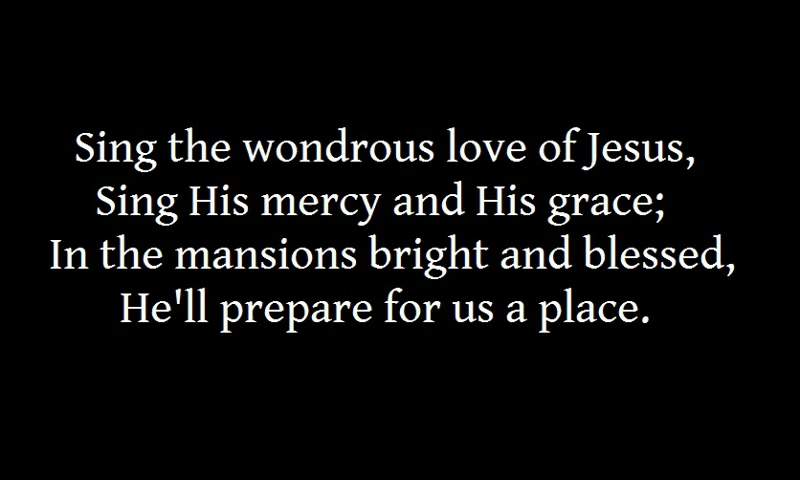 Sing the wondrous love of Jesus,
Sing His mercy and His grace;
In the mansions bright and blessed,
He'll prepare for us a place.